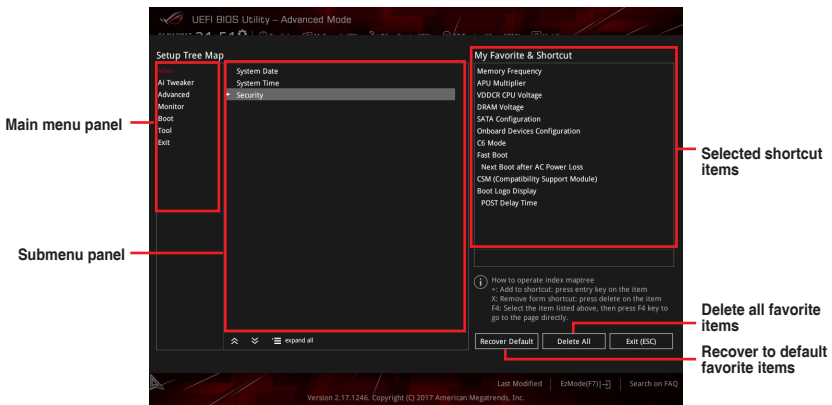 UEFI BIOS Utility – Advanced Mode
Setup Tree Map
My Favorite & Shortcut
Main
Ai Tweaker
Advanced
Monitor
Boot
Tool
Exit
System Date
System Time
Security
Memory Frequency
APU Multiplier
VDDCR CPU Voltage
DRAM Voltage
SATA Configuration
Onboard Devices Configuration
C6 Mode
Fast Boot
Next Boot after AC Power Loss
CSM (Compatibility Support Module)
Boot Logo Display
POST Delay Time
Main menu panel
Submenu panel
Selected shortcut
items
How to operate index maptree
+: Add to shortcut: press entry key on the item
X: Remove form shortcut: press delete on the item
F4: Select the item listed above, then press F4 key to
go to the page directly.
Delete all favorite
items
expand all
Recover Default
Delete All
Exit (ESC)
Recover to default
favorite items
Last Modified
EzMode(F7)
Search on FAQ
Version 2.17.1246. Copyright (C) 2017 American Megatrends, Inc.